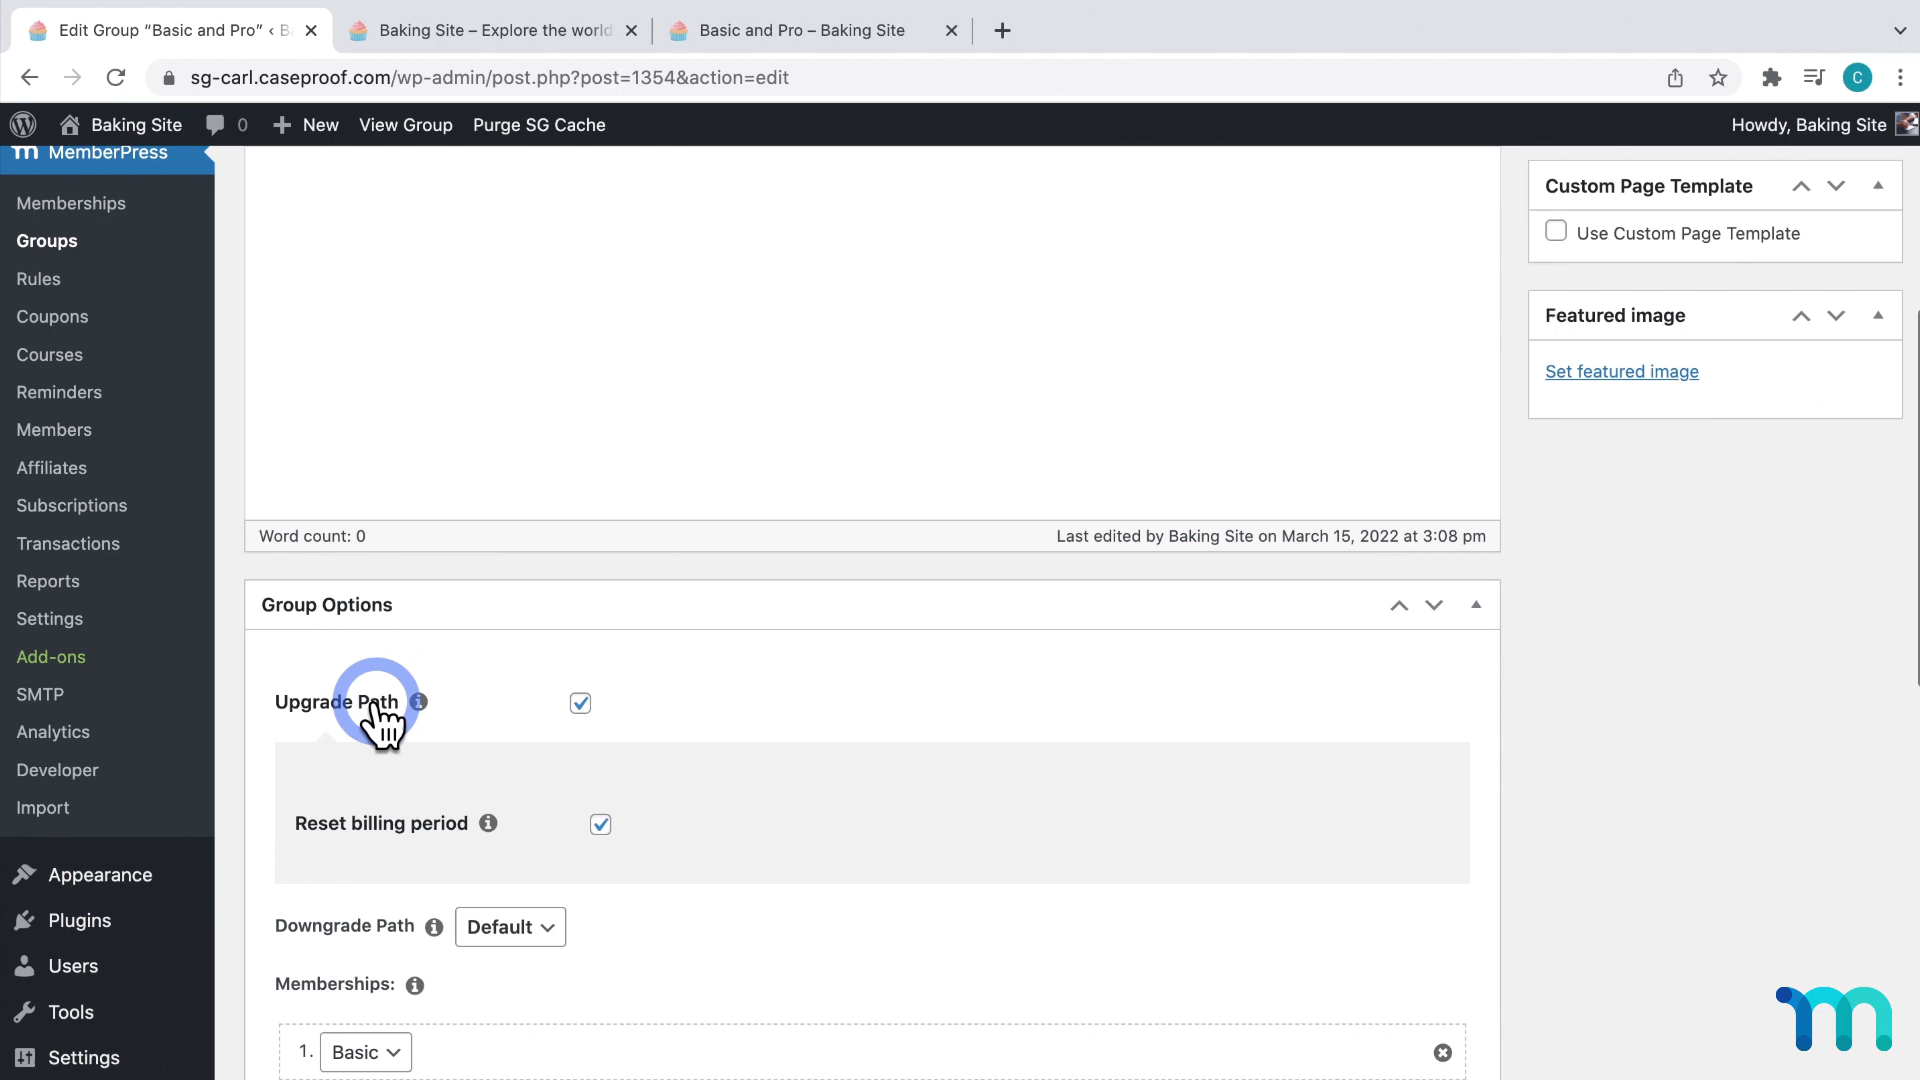 Edit Group “Basic and Pro” ‹ B
Baking Site – Explore the world
Basic and Pro – Baking Site
sg-carl.caseproof.com/wp-admin/post.php?post=1354&action=edit
C
Baking Site
0
New
View Group
Purge SG Cache
Howdy, Baking Site
MemberPress
Memberships
Groups
Rules
Coupons
Courses
Reminders
Members
Affiliates
Subscriptions
Transactions
Reports
Settings
Add-ons
SMTP
Analytics
Developer
Import
Appearance
Plugins
Users
Tools
Settings
Word count: 0
Last edited by Baking Site on March 15, 2022 at 3:08 pm
Group Options
Upgrade Path
Reset billing period
Downgrade Path
Default
Memberships:
1.
Basic
Custom Page Template
Use Custom Page Template
Featured image
Set featured image